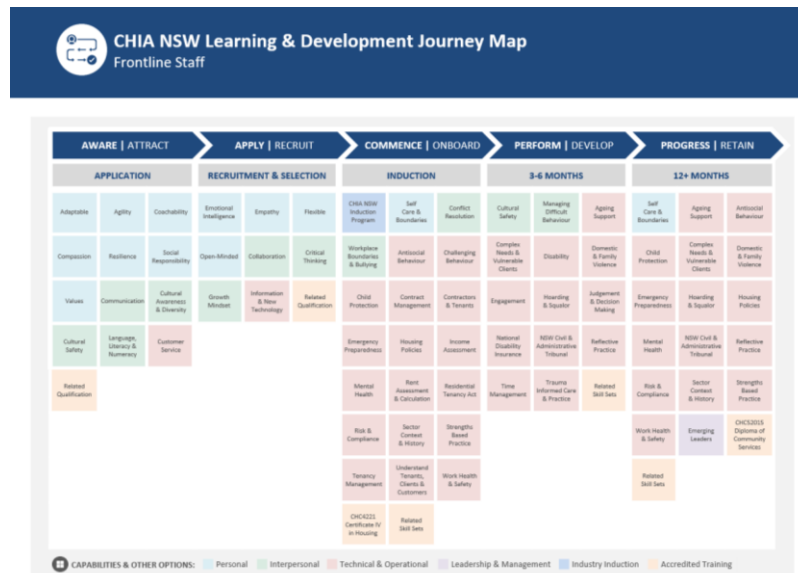 CHIA NSW Learning & Development Journey Map
Frontline Staff
AWARE | ATTRACT
APPLY | RECRUIT
COMMENCE | ONBOARD
PERFORM | DEVELOP
PROGRESS | RETAIN
APPLICATION
RECRUITMENT & SELECTION
INDUCTION
3-6 MONTHS
12+ MONTHS
Adaptable
Agility
Coachability
Compassion
Resilience
Social
Responsibility
Values
Communication
Cultural
Awareness
& Diversity
Cultural
Safety
Language,
Literacy &
Numeracy
Customer
Service
Related
Qualification
Emotional
Intelligence
Empathy
Flexible
Open-Minded
Collaboration
Critical
Thinking
Growth
Mindset
Information
& New
Technology
Related
Qualification
CHIA NSW
Induction
Program
Self
Care &
Boundaries
Conflict
Resolution
Workplace
Boundaries
& Bullying
Antisocial
Behaviour
Challenging
Behaviour
Child
Protection
Contract
Management
Contractors
& Tenants
Emergency
Preparedness
Housing
Policies
Income
Assessment
Mental
Health
Rent
Assessment
& Calculation
Residential
Tenancy Act
Risk &
Compliance
Sector
Context
& History
Strengths
Based
Practice
Tenancy
Management
Understand
Tenants,
Clients &
Customers
Work Health
& Safety
CHC4221
Certificate IV
in Housing
Related
Skill Sets
Cultural
Safety
Managing
Difficult
Behaviour
Ageing
Support
Complex
Needs &
Vulnerable
Clients
Disability
Domestic
& Family
Violence
Engagement
Hoarding
& Squalor
Judgement
& Decision
Making
National
Disability
Insurance
NSW Civil &
Administrative
Tribunal
Reflective
Practice
Time
Management
Trauma
Informed Care
& Practice
Related
Skill Sets
Self
Care &
Boundaries
Ageing
Support
Antisocial
Behaviour
Child
Protection
Complex
Needs &
Vulnerable
Clients
Domestic
& Family
Violence
Emergency
Preparedness
Hoarding
& Squalor
Housing
Policies
Mental
Health
NSW Civil &
Administrative
Tribunal
Reflective
Practice
Risk &
Compliance
Sector
Context
& History
Strengths
Based
Practice
Work Health
& Safety
Emerging
Leaders
CHC52015
Diploma of
Community
Services
Related
Skill Sets
CAPABILITIES & OTHER OPTIONS: Personal Interpersonal Technical & Operational Leadership & Management Industry Induction Accredited Training